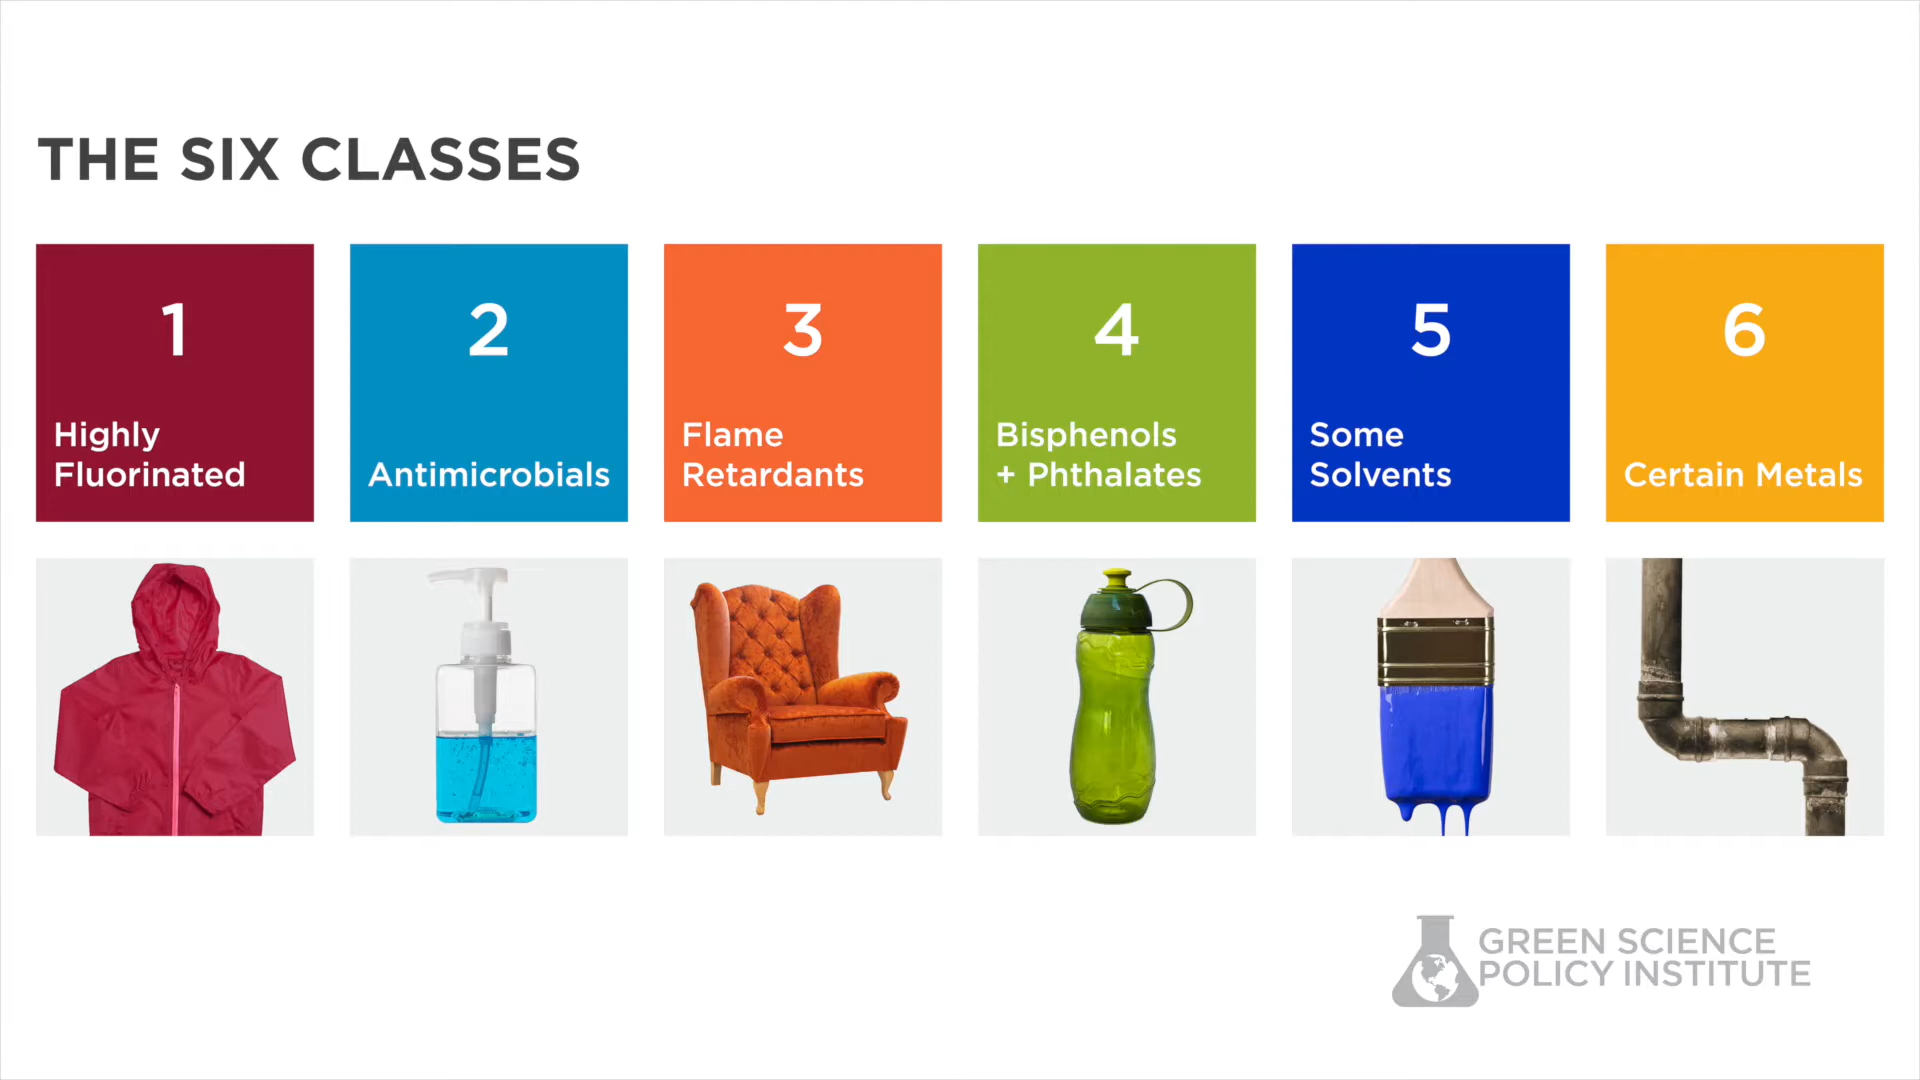 THE SIX CLASSES
1
Highly
Fluorinated
2
Antimicrobials
3
Flame
Retardants
4
Bisphenols
+ Phthalates
5
Some
Solvents
6
Certain Metals
GREEN SCIENCE
POLICY INSTITUTE